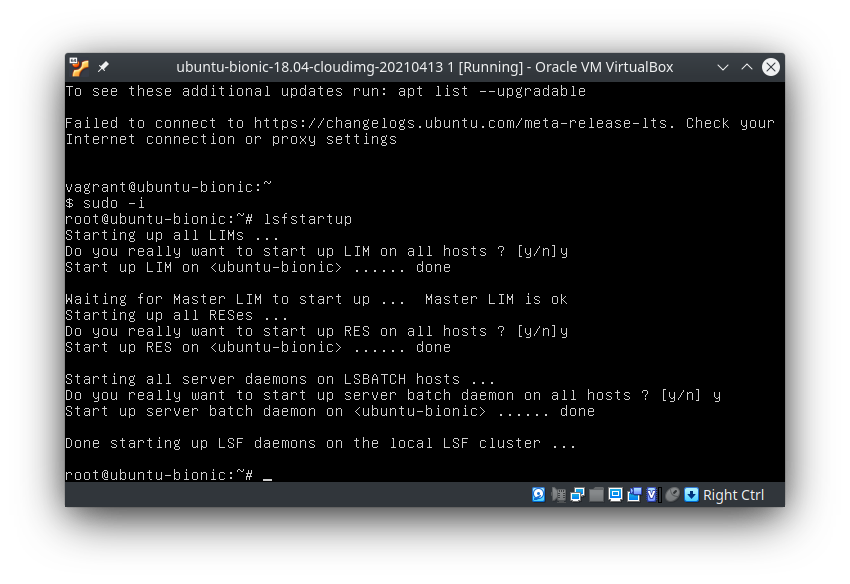 ubuntu-bionic-18.04-cloudimg-20210413 1 [Running] - Oracle VM VirtualBox
To see these additional updates run: apt list --upgradable
Failed to connect to https://changelogs.ubuntu.com/meta-release-lts. Check your
Internet connection or proxy settings
vagrant@ubuntu-bionic:~
$ sudo -i
root@ubuntu-bionic:~# lsfstartup
Starting up all LIMs ...
Do you really want to start up LIM on all hosts ? [y/n]y
Start up LIM on <ubuntu-bionic> ...... done
Waiting for Master LIM to start up ...  Master LIM is ok
Starting up all RESes ...
Do you really want to start up RES on all hosts ? [y/n]y
Start up RES on <ubuntu-bionic> ...... done
Starting all server daemons on LSBATCH hosts ...
Do you really want to start up server batch daemon on all hosts ? [y/n] y
Start up server batch daemon on <ubuntu-bionic> ...... done
Done starting up LSF daemons on the local LSF cluster ...
root@ubuntu-bionic:~# _
Right Ctrl